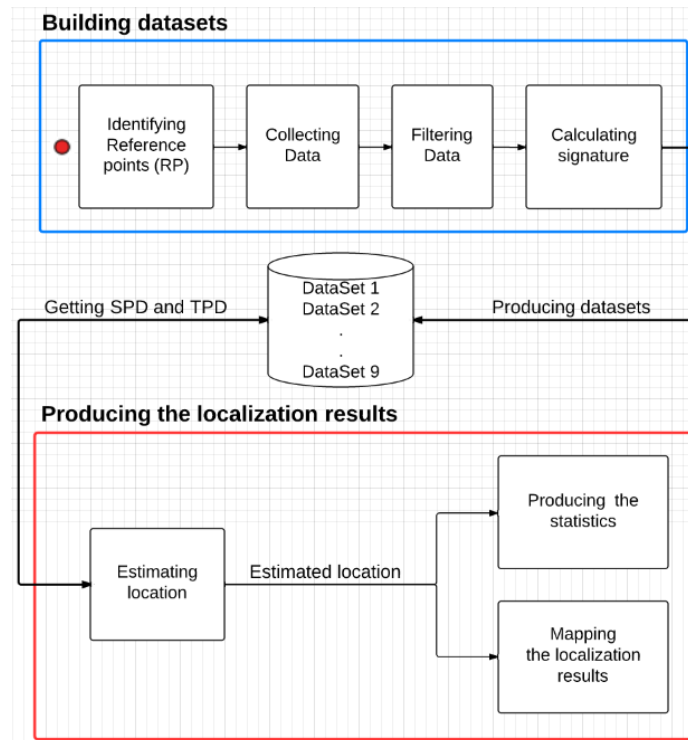 Building datasets
Identifying
Reference
points (RP)
Collecting
Data
Filtering
Data
Calculating
signature
DataSet 1
DataSet 2
.
.
DataSet 9
Getting SPD and TPD
Producing datasets
Producing the localization results
Estimating
location
Estimated location
Producing the
statistics
Mapping
the localization
results